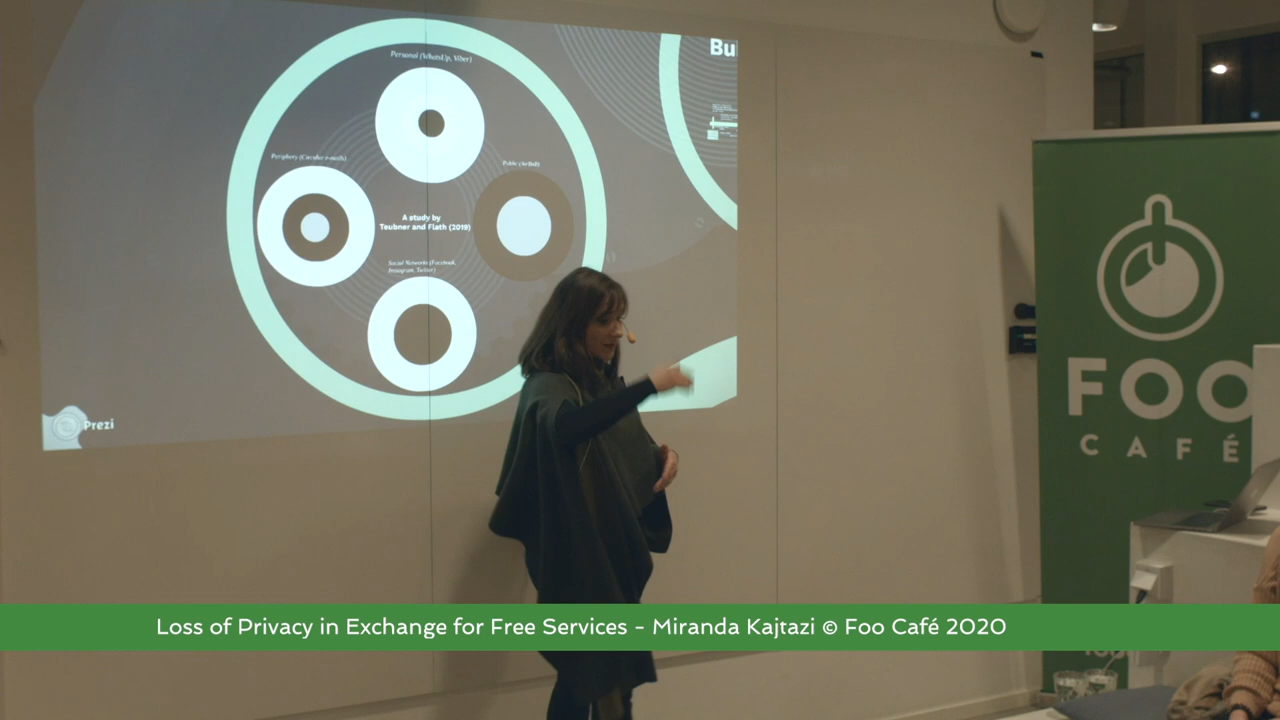 Personal (WhatsUp, Viber)
Bu
Periphery (Circular e-mails)
Public (AirBnB)
A study by
Teubner and Flath (2019)
Social Networks (Facebook,
Instagram, Twitter)
Prezi
FOO
CAFÉ
Loss of Privacy in Exchange for Free Services - Miranda Kajtazi © Foo Café 2020